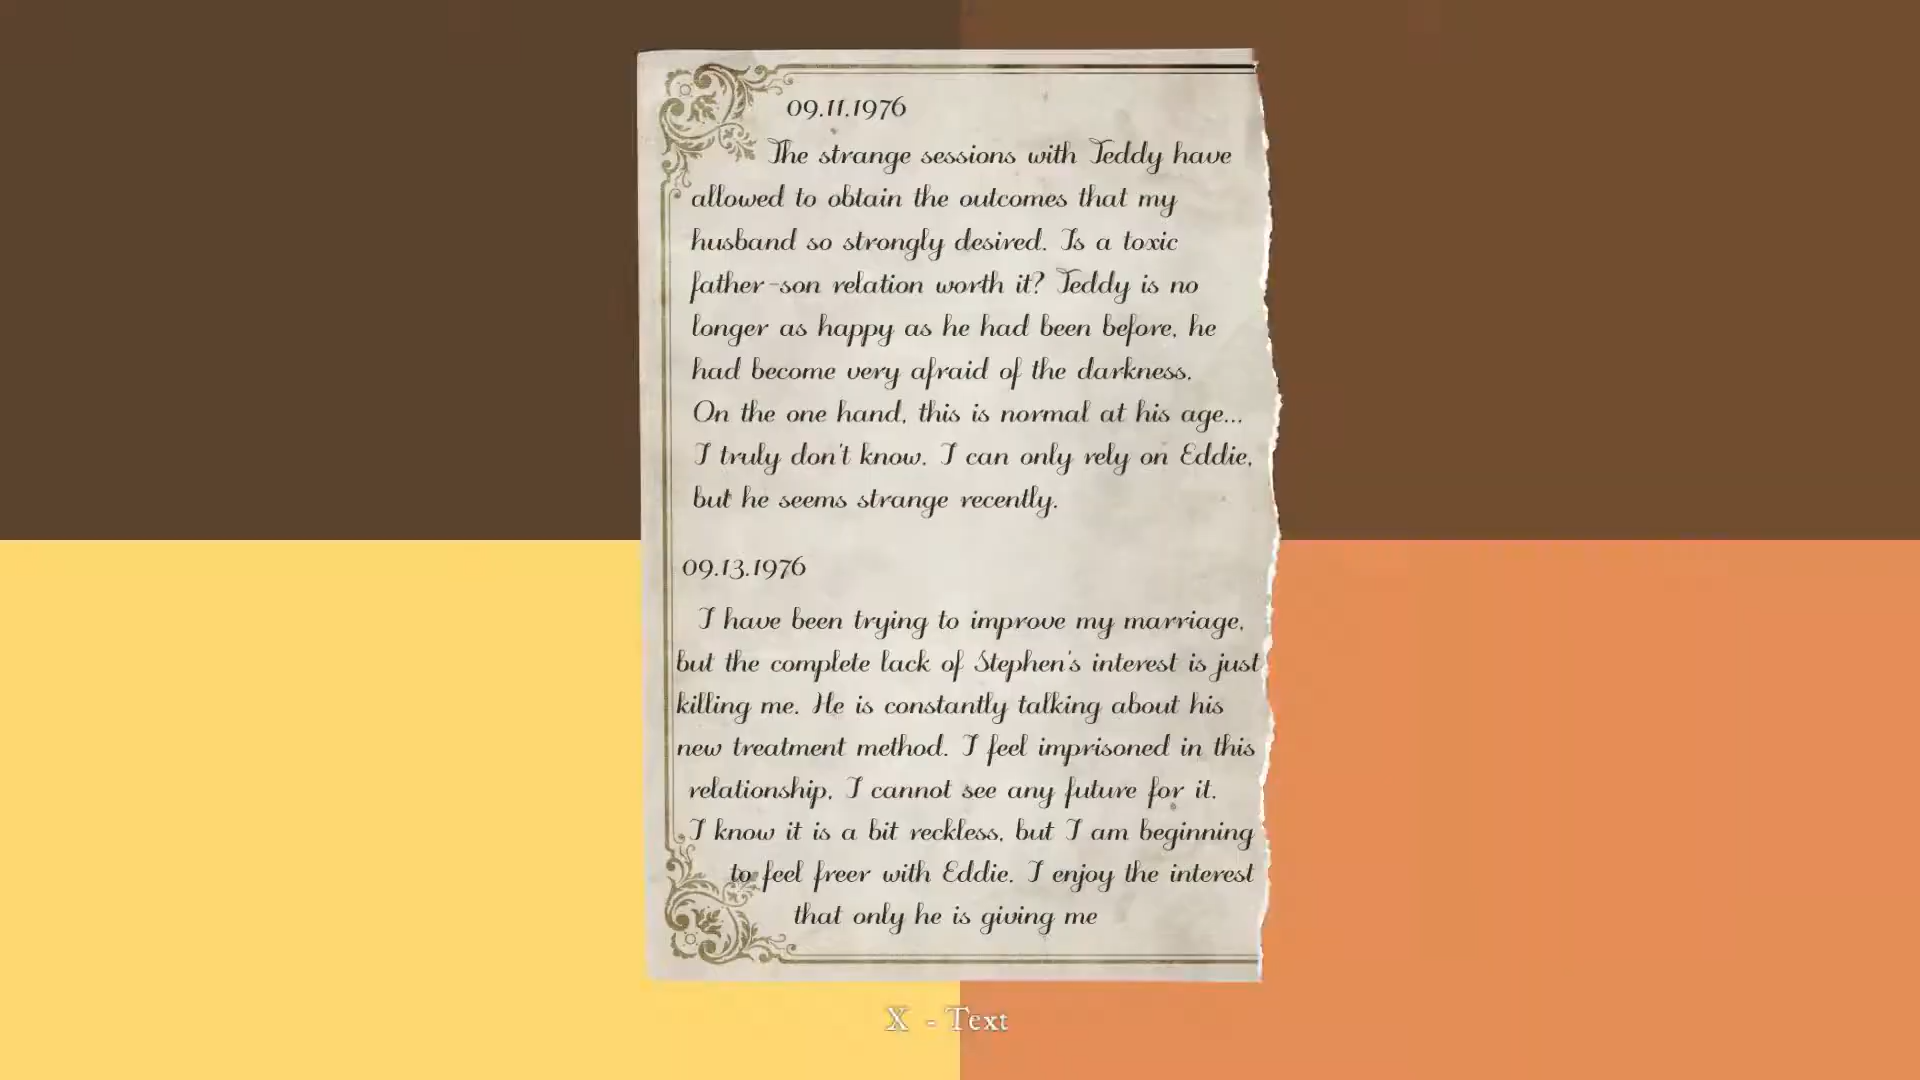 09.11.1976
The strange sessions with Teddy have
allowed to obtain the outcomes that my
husband so strongly desired. Is a toxic
father-son relation worth it? Teddy is no
longer as happy as he had been before, he
had become very afraid of the darkness.
On the one hand, this is normal at his age...
I truly don't know. I can only rely on Eddie,
but he seems strange recently.
09.13.1976
I have been trying to improve my marriage,
but the complete lack of Stephen's interest is just
killing me. He is constantly talking about his
new treatment method. I feel imprisoned in this
relationship, I cannot see any future for it.
I know it is a bit reckless, but I am beginning
to feel freer with Eddie. I enjoy the interest
that only he is giving me
X - Text